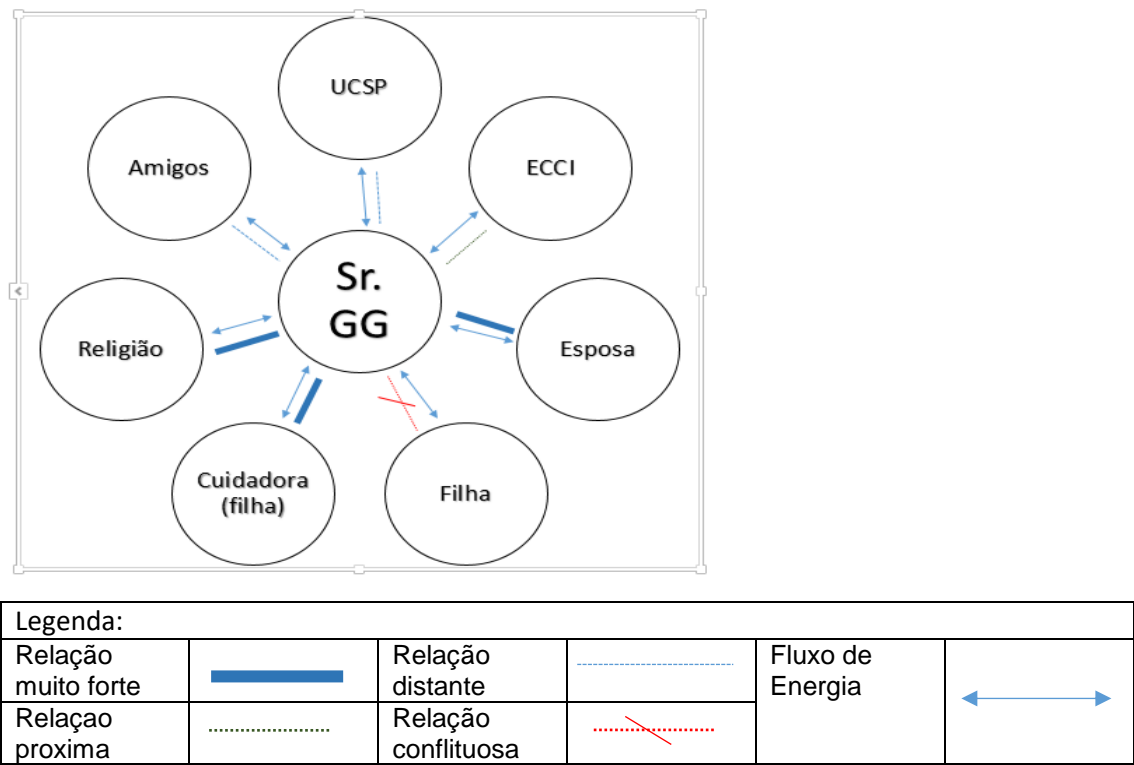 UCSP
Amigos
ECCI
Sr.
GG
Religião
Esposa
Cuidadora
(filha)
Filha
Legenda:
Relação
muito forte
Relação
distante
Fluxo de
Energia
Relaçao
proxima
Relação
conflituosa